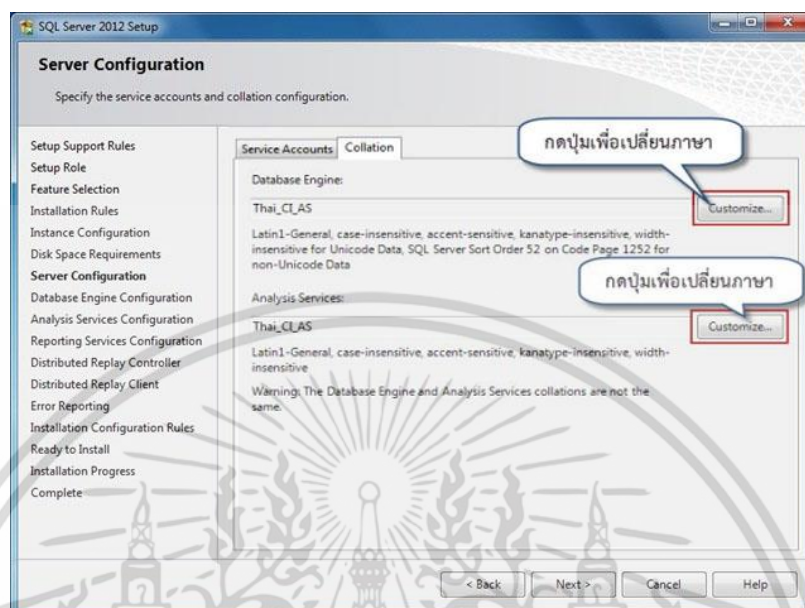 SQL Server 2012 Setup
Server Configuration
Specify the service accounts and collation configuration.
Setup Support Rules
Setup Role
Feature Selection
Installation Rules
Instance Configuration
Disk Space Requirements
Server Configuration
Database Engine Configuration
Analysis Services Configuration
Reporting Services Configuration
Distributed Replay Controller
Distributed Replay Client
Error Reporting
Installation Configuration Rules
Ready to Install
Installation Progress
Complete
Service Accounts
Collation
กดปุ่มเพื่อเปลี่ยนภาษา
Database Engine:
Thai_CI_AS
Customize...
Latin1-General, case-insensitive, accent-sensitive, kanatype-insensitive, width-
insensitive for Unicode Data, SQL Server Sort Order 52 on Code Page 1252 for
non-Unicode Data
กดปุ่มเพื่อเปลี่ยนภาษา
Analysis Services:
Thai_CI_AS
Customize...
Latin1-General, case-insensitive, accent-sensitive, kanatype-insensitive, width-
insensitive
Warning: The Database Engine and Analysis Services collations are not the
same.
< Back
Next >
Cancel
Help